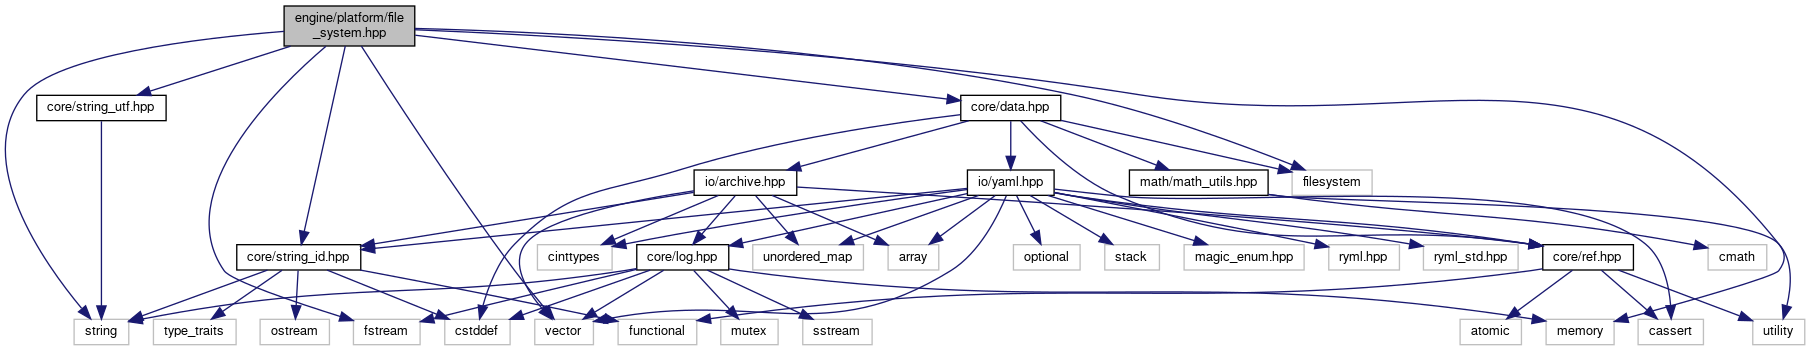 engine/platform/file
_system.hpp
core/string_utf.hpp
core/data.hpp
io/archive.hpp
io/yaml.hpp
math/math_utils.hpp
filesystem
core/string_id.hpp
cinttypes
core/log.hpp
unordered_map
array
optional
stack
magic_enum.hpp
ryml.hpp
ryml_std.hpp
core/ref.hpp
cmath
string
type_traits
ostream
fstream
cstddef
vector
functional
mutex
sstream
atomic
memory
cassert
utility